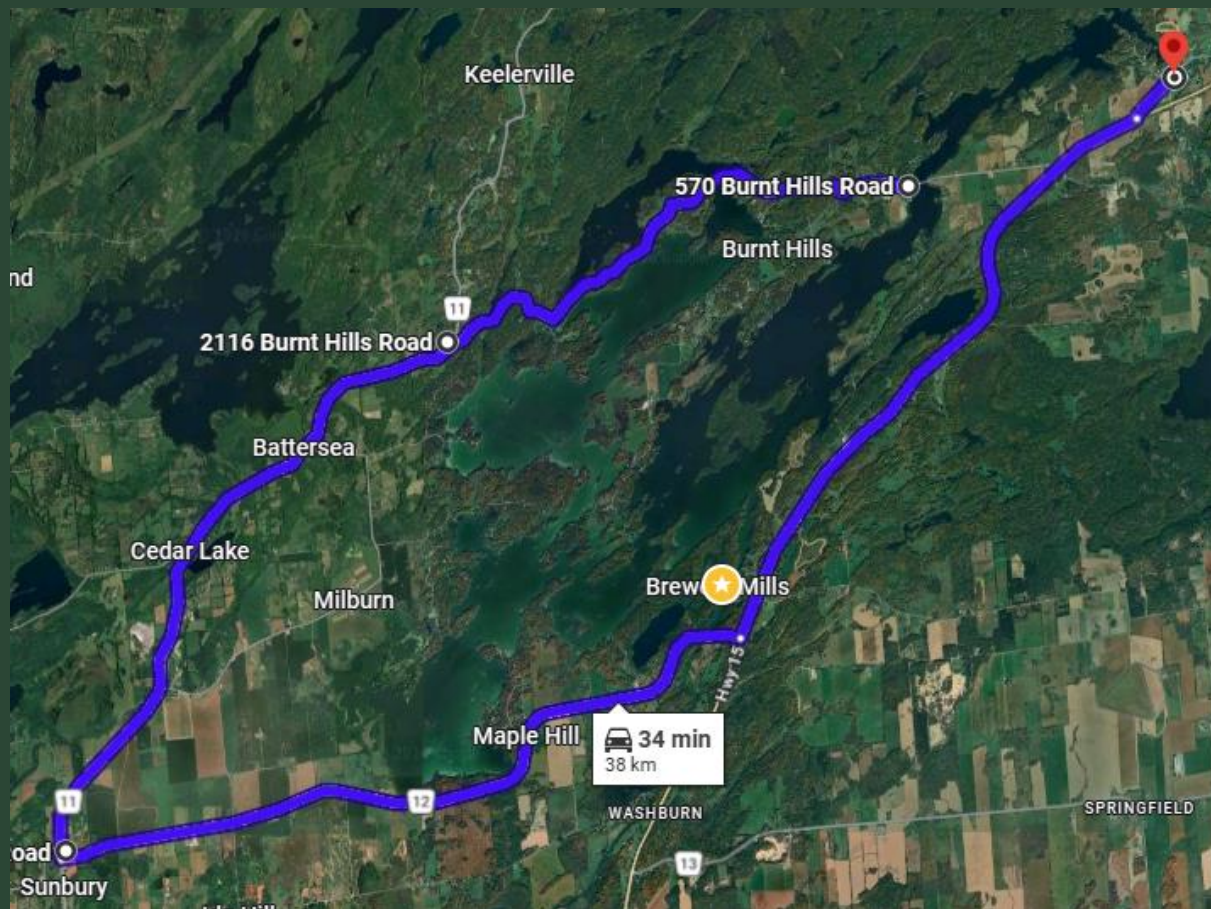 Keelerville
570 Burnt Hills Road
Burnt Hills
nd
11
2116 Burnt Hills Road
Battersea
Cedar Lake
Milburn
Brew Mills
Hwy 15
Maple Hill
34 min
38 km
11
12
WASHBURN
SPRINGFIELD
oad
13
Sunbury